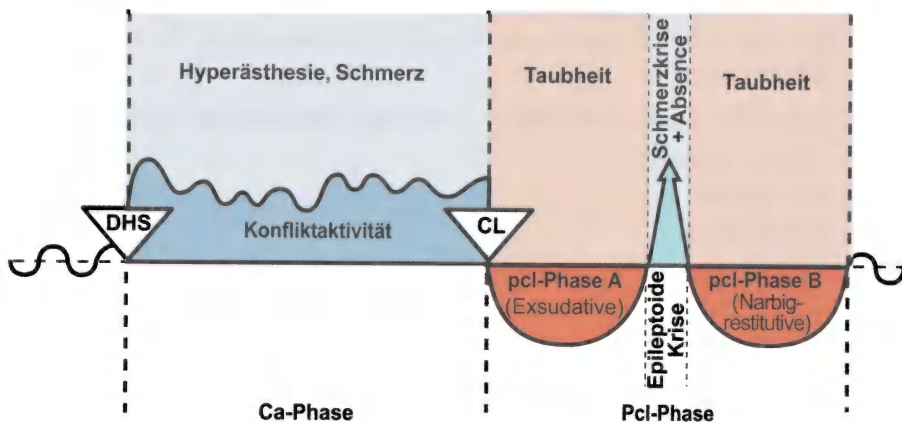 Hyperästhesie, Schmerz
Taubheit
Schmerzkrise
+ Absence
Taubheit
DHS
Konfliktaktivität
CL
pcl-Phase A
(Exsudative)
Epileptoide
Krise
pcl-Phase B
(Narbig-
restitutive)
Ca-Phase
Pcl-Phase